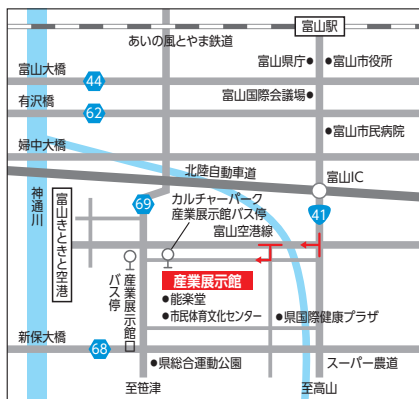 富山駅
あいの風とやま鉄道
富山県庁
富山市役所
富山大橋
44
富山国際会議場
有沢橋
62
富山市民病院
婦中大橋
北陸自動車道
富山IC
神通川
富山きときと空港
69
カルチャーパーク
産業展示館バス停
41
富山空港線
産業展示館口
バス停
産業展示館
能楽堂
市民体育文化センター
県国際健康プラザ
新保大橋
68
県総合運動公園
スーパー農道
至笹津
至高山